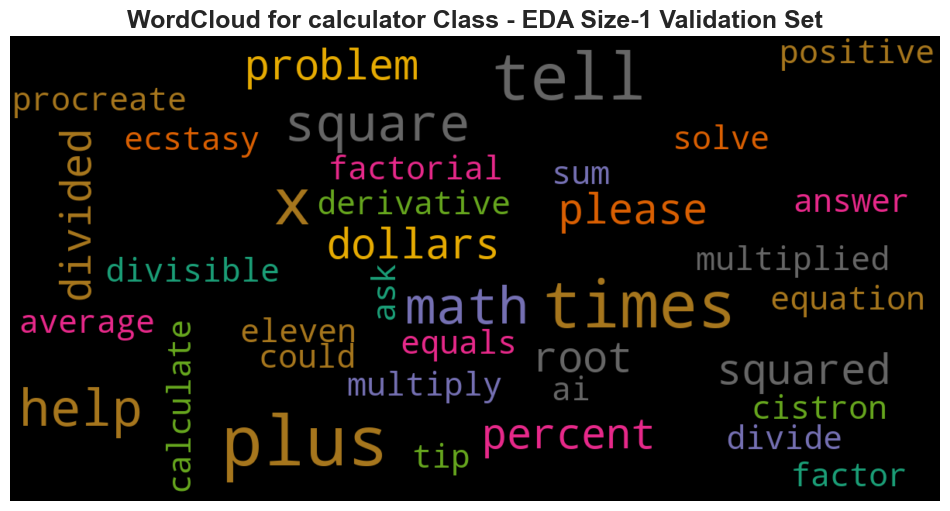 WordCloud for calculator Class - EDA Size-1 Validation Set
positive
problem
tell
procreate
square
ecstasy
solve
divided
factorial
sum
x
derivative
please
answer
dollars
multiplied
divisible
ask
math
times
equation
average
eleven
equals
could
root
calculate
multiply
ai
squared
help
cistron
plus
percent
divide
tip
factor